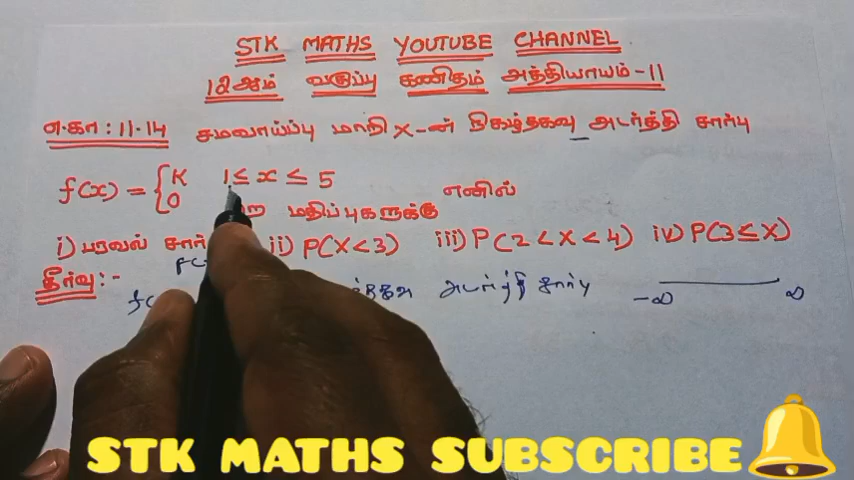 STK MATHS YOUTUBE CHANNEL
12ஆம் வகுப்பு கணிதம் அத்தியாயம் -11
எ.கா : 11.14 சமவாய்ப்பு மாறி X-ன் நிகழ்தகவு அடர்த்தி சார்பு
f(x) = { K 1 ≤ x ≤ 5
0 மதிப்புகளுக்கு எனில்
i) பரவல் சார் ii) P(X<3) iii) P(2<X<4) iv) P(3≤X)
தீர்வு :-
அடர்த்தி சார்பு -∞ ∞
STK MATHS SUBSCRIBE